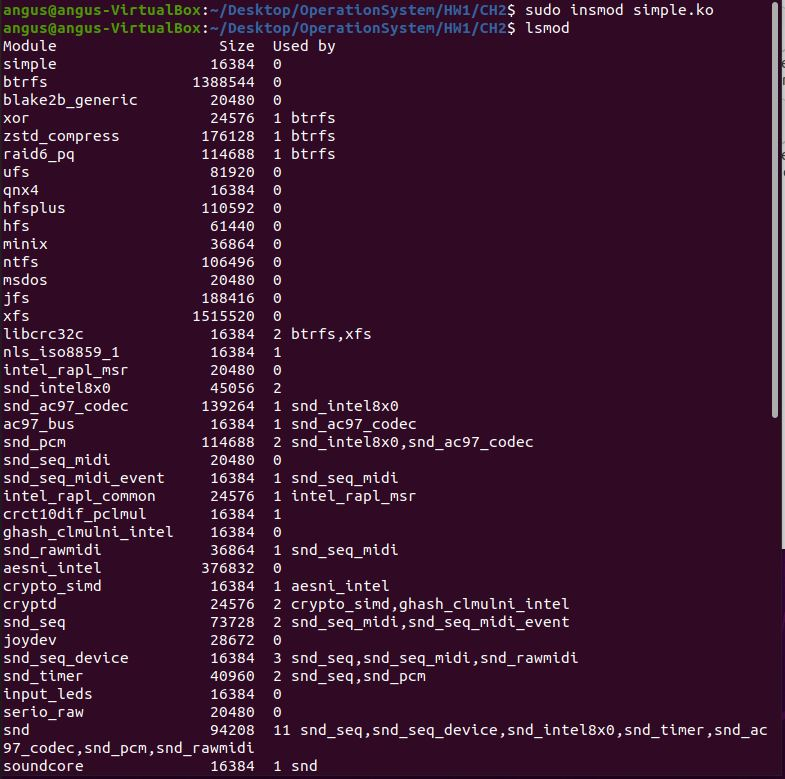 angus@angus-VirtualBox:~/Desktop/OperationSystem/HW1/CH2$ sudo insmod simple.ko
angus@angus-VirtualBox:~/Desktop/OperationSystem/HW1/CH2$ lsmod
Module                  Size  Used by
simple                 16384  0
btrfs                1388544  0
blake2b_generic        20480  0
xor                    24576  1 btrfs
zstd_compress         176128  1 btrfs
raid6_pq              114688  1 btrfs
ufs                    81920  0
qnx4                   16384  0
hfsplus               110592  0
hfs                    61440  0
minix                  36864  0
ntfs                  106496  0
msdos                  20480  0
jfs                   188416  0
xfs                  1515520  0
libcrc32c              16384  2 btrfs,xfs
nls_iso8859_1          16384  1
intel_rapl_msr         20480  0
snd_intel8x0           45056  2
snd_ac97_codec        139264  1 snd_intel8x0
ac97_bus               16384  1 snd_ac97_codec
snd_pcm               114688  2 snd_intel8x0,snd_ac97_codec
snd_seq_midi           20480  0
snd_seq_midi_event     16384  1 snd_seq_midi
intel_rapl_common      24576  1 intel_rapl_msr
crct10dif_pclmul       16384  1
ghash_clmulni_intel    16384  0
snd_rawmidi            36864  1 snd_seq_midi
aesni_intel           376832  0
crypto_simd            16384  1 aesni_intel
cryptd                 24576  2 crypto_simd,ghash_clmulni_intel
snd_seq                73728  2 snd_seq_midi,snd_seq_midi_event
joydev                 28672  0
snd_seq_device         16384  3 snd_seq,snd_seq_midi,snd_rawmidi
snd_timer              40960  2 snd_seq,snd_pcm
input_leds             16384  0
serio_raw              20480  0
snd                    94208  11 snd_seq,snd_seq_device,snd_intel8x0,snd_timer,snd_ac
97_codec,snd_pcm,snd_rawmidi
soundcore              16384  1 snd